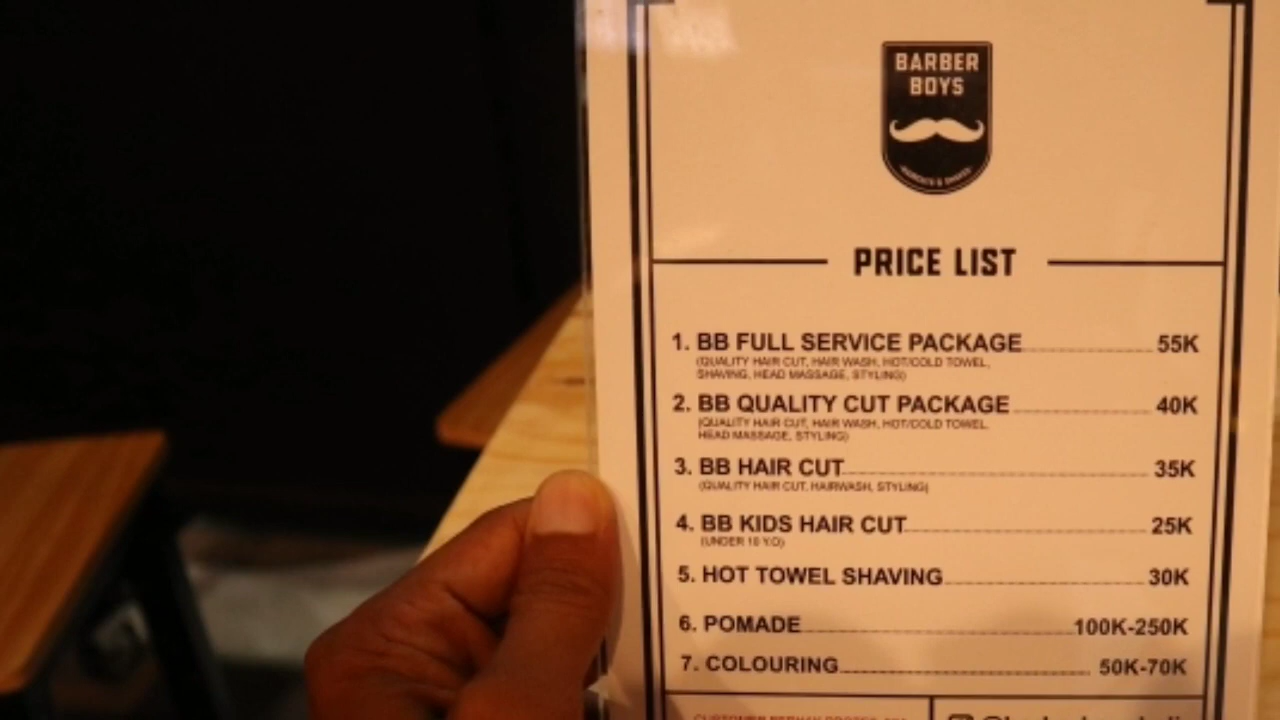 BARBER
BOYS
PRICE LIST
1. BB FULL SERVICE PACKAGE 55K
(QUALITY HAIR CUT, HAIR WASH, HOT/COLD TOWEL,
SHAVING, HEAD MASSAGE, STYLING)
2. BB QUALITY CUT PACKAGE 40K
(QUALITY HAIR CUT, HAIR WASH, HOT/COLD TOWEL,
HEAD MASSAGE, STYLING)
3. BB HAIR CUT 35K
(QUALITY HAIR CUT, HAIRWASH, STYLING)
4. BB KIDS HAIR CUT 25K
(UNDER 10 Y.O)
5. HOT TOWEL SHAVING 30K
6. POMADE 100K-250K
7. COLOURING 50K-70K